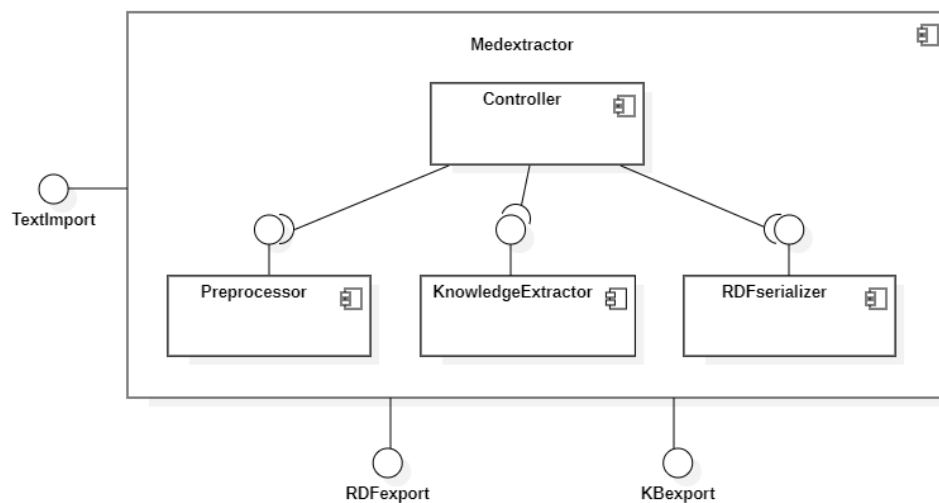 Medextractor
Controller
TextImport
Preprocessor
KnowledgeExtractor
RDFserializer
RDFexport
KBexport